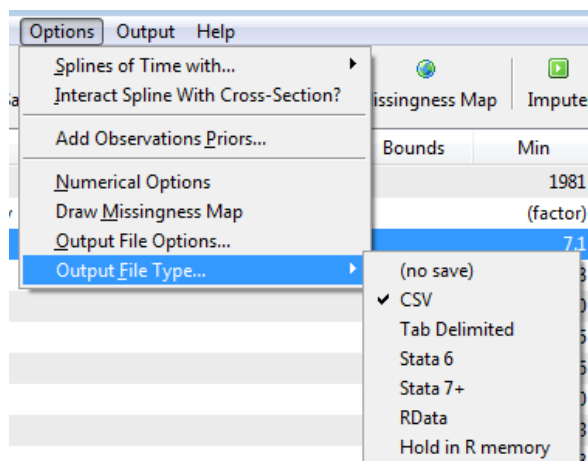 Options Output Help
Splines of Time with...
Interact Spline With Cross-Section?
issingness Map Impute
Add Observations Priors...
Bounds Min
1981
Numerical Options
(factor)
Draw Missingness Map
Output File Options...
7.1
Output File Type...
(no save)
CSV
Tab Delimited
Stata 6
Stata 7+
RData
Hold in R memory